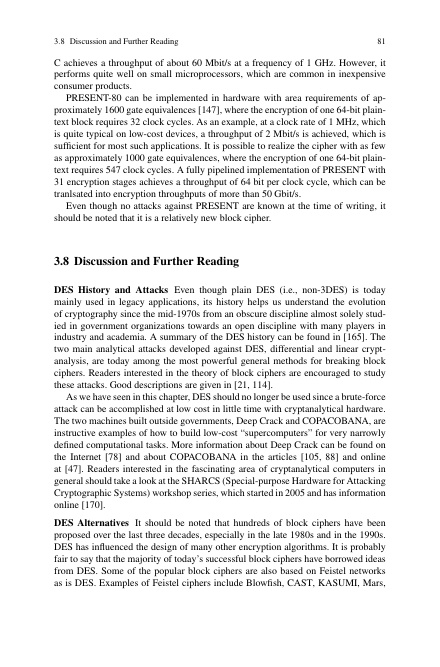 3.8 Discussion and Further Reading 81
C achieves a throughput of about 60 Mbit/s at a frequency of 1 GHz. However, it
performs quite well on small microprocessors, which are common in inexpensive
consumer products.
PRESENT-80 can be implemented in hardware with area requirements of ap-
proximately 1600 gate equivalences [147], where the encryption of one 64-bit plain-
text block requires 32 clock cycles. As an example, at a clock rate of 1 MHz, which
is quite typical on low-cost devices, a throughput of 2 Mbit/s is achieved, which is
sufficient for most such applications. It is possible to realize the cipher with as few
as approximately 1000 gate equivalences, where the encryption of one 64-bit plain-
text requires 547 clock cycles. A fully pipelined implementation of PRESENT with
31 encryption stages achieves a throughput of 64 bit per clock cycle, which can be
tranlsated into encryption throughputs of more than 50 Gbit/s.
Even though no attacks against PRESENT are known at the time of writing, it
should be noted that it is a relatively new block cipher.
3.8 Discussion and Further Reading
DES History and Attacks Even though plain DES (i.e., non-3DES) is today
mainly used in legacy applications, its history helps us understand the evolution
of cryptography since the mid-1970s from an obscure discipline almost solely stud-
ied in government organizations towards an open discipline with many players in
industry and academia. A summary of the DES history can be found in [165]. The
two main analytical attacks developed against DES, differential and linear crypt-
analysis, are today among the most powerful general methods for breaking block
ciphers. Readers interested in the theory of block ciphers are encouraged to study
these attacks. Good descriptions are given in [21, 114].
As we have seen in this chapter, DES should no longer be used since a brute-force
attack can be accomplished at low cost in little time with cryptanalytical hardware.
The two machines built outside governments, Deep Crack and COPACOBANA, are
instructive examples of how to build low-cost “supercomputers” for very narrowly
defined computational tasks. More information about Deep Crack can be found on
the Internet [78] and about COPACOBANA in the articles [105, 88] and online
at [47]. Readers interested in the fascinating area of cryptanalytical computers in
general should take a look at the SHARCS (Special-purpose Hardware for Attacking
Cryptographic Systems) workshop series, which started in 2005 and has information
online [170].
DES Alternatives It should be noted that hundreds of block ciphers have been
proposed over the last three decades, especially in the late 1980s and in the 1990s.
DES has influenced the design of many other encryption algorithms. It is probably
fair to say that the majority of today’s successful block ciphers have borrowed ideas
from DES. Some of the popular block ciphers are also based on Feistel networks
as is DES. Examples of Feistel ciphers include Blowfish, CAST, KASUMI, Mars,